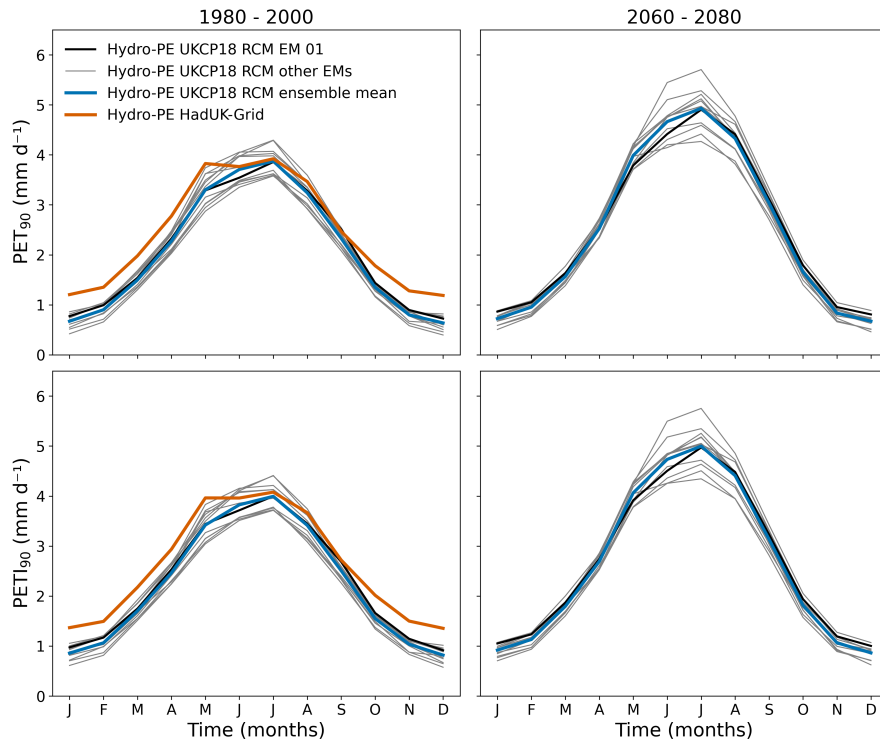 1980 - 2000
2060 - 2080
Hydro-PE UKCP18 RCM EM 01
Hydro-PE UKCP18 RCM other EMs
Hydro-PE UKCP18 RCM ensemble mean
Hydro-PE HadUK-Grid
PET₉₀ (mm d⁻¹)
6
5
4
3
2
1
0
PETI₉₀ (mm d⁻¹)
6
5
4
3
2
1
0
J F M A M J J A S O N D
J F M A M J J A S O N D
Time (months)
Time (months)